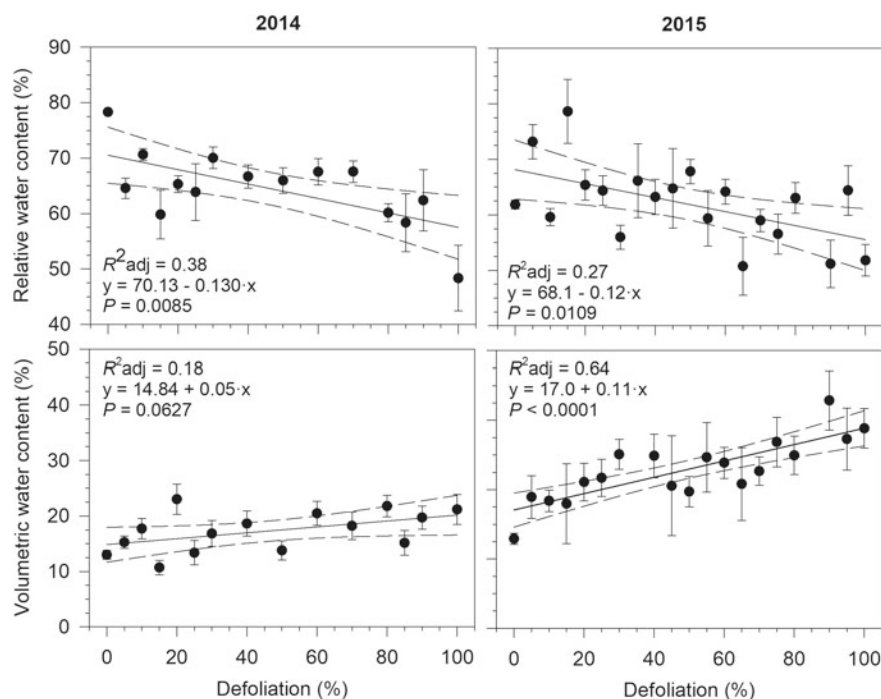 2014
2015
Relative water content (%)
90
80
70
60
50
40
R²adj = 0.38
y = 70.13 - 0.130·x
P = 0.0085
R²adj = 0.27
y = 68.1 - 0.12·x
P = 0.0109
Volumetric water content (%)
50
40
30
20
10
0
R²adj = 0.18
y = 14.84 + 0.05·x
P = 0.0627
R²adj = 0.64
y = 17.0 + 0.11·x
P < 0.0001
0 20 40 60 80 100
0 20 40 60 80 100
Defoliation (%)
Defoliation (%)